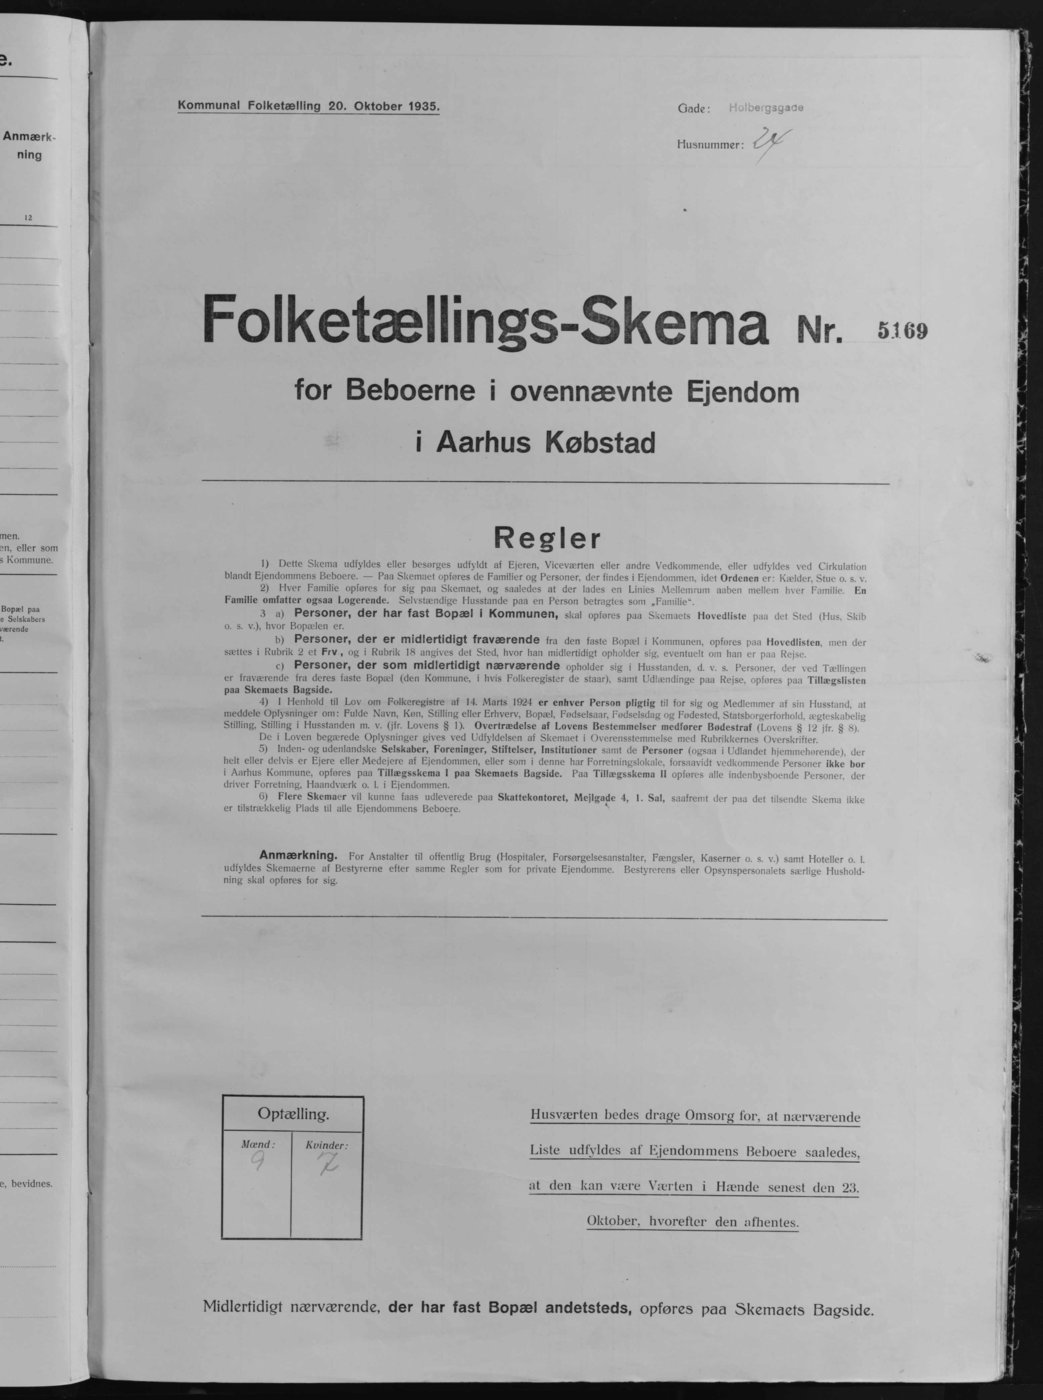 e.
Anmærk-
ning
12
men.
en, eller som
s Kommune.
Bopæl paa
e Selskabers
værende
e, bevidnes.
Kommunal Folketælling 20. Oktober 1935.
Gade: Holbergsgade
Husnummer: 24
Folketællings-Skema Nr. 5169
for Beboerne i ovennævnte Ejendom
i Aarhus Købstad
Regler
1) Dette Skema udfyldes eller besørges udfyldt af Ejeren, Viceværten eller andre Vedkommende, eller udfyldes ved Cirkulation
blandt Ejendommens Beboere. — Paa Skemaet opføres de Familier og Personer, der findes i Ejendommen, idet Ordenen er: Kælder, Stue o. s. v.
2) Hver Familie opføres for sig paa Skemaet, og saaledes at der lades en Linies Mellemrum aaben mellem hver Familie. En
Familie omfatter ogsaa Logerende. Selvstændige Husstande paa en Person betragtes som „Familie“.
3 a) Personer, der har fast Bopæl i Kommunen, skal opføres paa Skemaets Hovedliste paa det Sted (Hus, Skib
o. s. v.), hvor Bopælen er.
b) Personer, der er midlertidigt fraværende fra den faste Bopæl i Kommunen, opføres paa Hovedlisten, men der
sættes i Rubrik 2 et Frv., og i Rubrik 18 angives det Sted, hvor han midlertidigt opholder sig, eventuelt om han er paa Rejse.
c) Personer, der som midlertidigt nærværende opholder sig i Husstanden, d. v. s. Personer, der ved Tællingen
er fraværende fra deres faste Bopæl (den Kommune, i hvis Folkeregister de staar), samt Udlændinge paa Rejse, opføres paa Tillægslisten
paa Skemaets Bagside.
4) I Henhold til Lov om Folkeregistre af 14. Marts 1924 er enhver Person pligtig til for sig og Medlemmer af sin Husstand, at
meddele Oplysninger om: Fulde Navn, Køn, Stilling eller Erhverv, Bopæl, Fødselsaar, Fødselsdag og Fødested, Statsborgerforhold, ægteskabelig
Stilling, Stilling i Husstanden m. v. (jfr. Lovens § 1). Overtrædelse af Lovens Bestemmelser medfører Bødestraf (Lovens § 12 jfr. § 8).
De i Loven begærede Oplysninger gives ved Udfyldelsen af Skemaet i Overensstemmelse med Rubrikkernes Overskrifter.
5) Inden- og udenlandske Selskaber, Foreninger, Stiftelser, Institutioner samt de Personer (ogsaa i Udlandet hjemmehørende), der
helt eller delvis er Ejere eller Medejere af Ejendommen, eller som i denne har Forretningslokale, forsaavidt vedkommende Personer ikke bor
i Aarhus Kommune, opføres paa Tillægsskema I paa Skemaets Bagside. Paa Tillægsskema II opføres alle indenbysboende Personer, der
driver Forretning, Haandværk o. l. i Ejendommen.
6) Flere Skemaer vil kunne faas udleverede paa Skattekontoret, Mejlgade 4, 1. Sal, saafremt der paa det tilsendte Skema ikke
er tilstrækkelig Plads til alle Ejendommens Beboere.
Anmærkning. For Anstalter til offentlig Brug (Hospitaler, Forsørgelsesanstalter, Fængsler, Kaserner o. s. v.) samt Hoteller o. l.
udfyldes Skemaerne af Bestyrerne efter samme Regler som for private Ejendomme. Bestyrerens eller Opsynspersonalets særlige Hushold-
ning skal opføres for sig.
Optælling.
Mænd: Kvinder:
9 7
Husværten bedes drage Omsorg for, at nærværende
Liste udfyldes af Ejendommens Beboere saaledes,
at den kan være Værten i Hænde senest den 23.
Oktober, hvorefter den afhentes.
Midlertidigt nærværende, der har fast Bopæl andetsteds, opføres paa Skemaets Bagside.